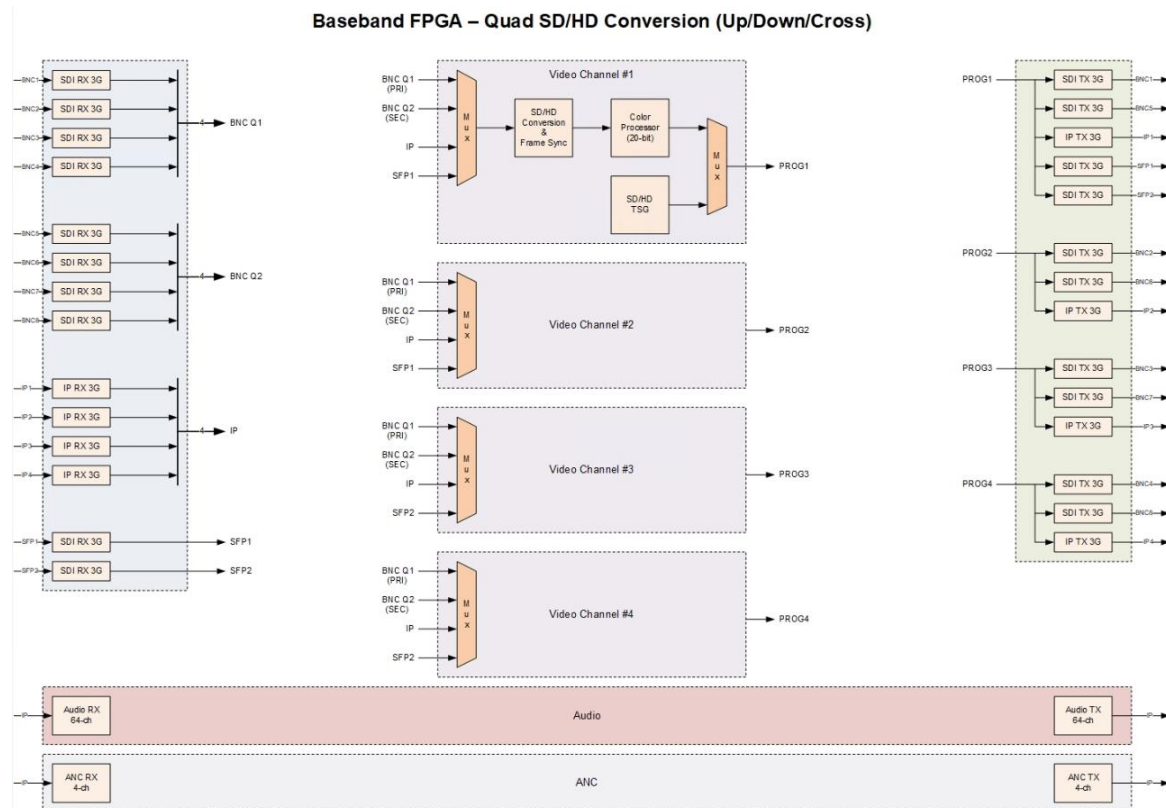 Baseband FPGA – Quad SD/HD Conversion (Up/Down/Cross)
BNC1
SDI RX 3G
BNC2
SDI RX 3G
BNC3
SDI RX 3G
BNC4
SDI RX 3G
4
BNC Q1
BNC5
SDI RX 3G
BNC6
SDI RX 3G
BNC7
SDI RX 3G
BNC8
SDI RX 3G
4
BNC Q2
IP1
IP RX 3G
IP2
IP RX 3G
IP3
IP RX 3G
IP4
IP RX 3G
4
IP
SFP1
SDI RX 3G
SFP1
SFP2
SDI RX 3G
SFP2
Video Channel #1
BNC Q1
(PRI)
BNC Q2
(SEC)
IP
SFP1
Mux
SD/HD
Conversion
&
Frame Sync
Color
Processor
(20-bit)
SD/HD
TSG
Mux
PROG1
Video Channel #2
BNC Q1
(PRI)
BNC Q2
(SEC)
IP
SFP1
Mux
PROG2
Video Channel #3
BNC Q1
(PRI)
BNC Q2
(SEC)
IP
SFP2
Mux
PROG3
Video Channel #4
BNC Q1
(PRI)
BNC Q2
(SEC)
IP
SFP2
Mux
PROG4
PROG1
SDI TX 3G
BNC1
SDI TX 3G
BNC5
IP TX 3G
IP1
SDI TX 3G
SFP1
SDI TX 3G
SFP2
PROG2
SDI TX 3G
BNC2
SDI TX 3G
BNC6
IP TX 3G
IP2
PROG3
SDI TX 3G
BNC3
SDI TX 3G
BNC7
IP TX 3G
IP3
PROG4
SDI TX 3G
BNC4
SDI TX 3G
BNC8
IP TX 3G
IP4
IP
Audio RX
64-ch
Audio
Audio TX
64-ch
IP
IP
ANC RX
4-ch
ANC
ANC TX
4-ch
IP